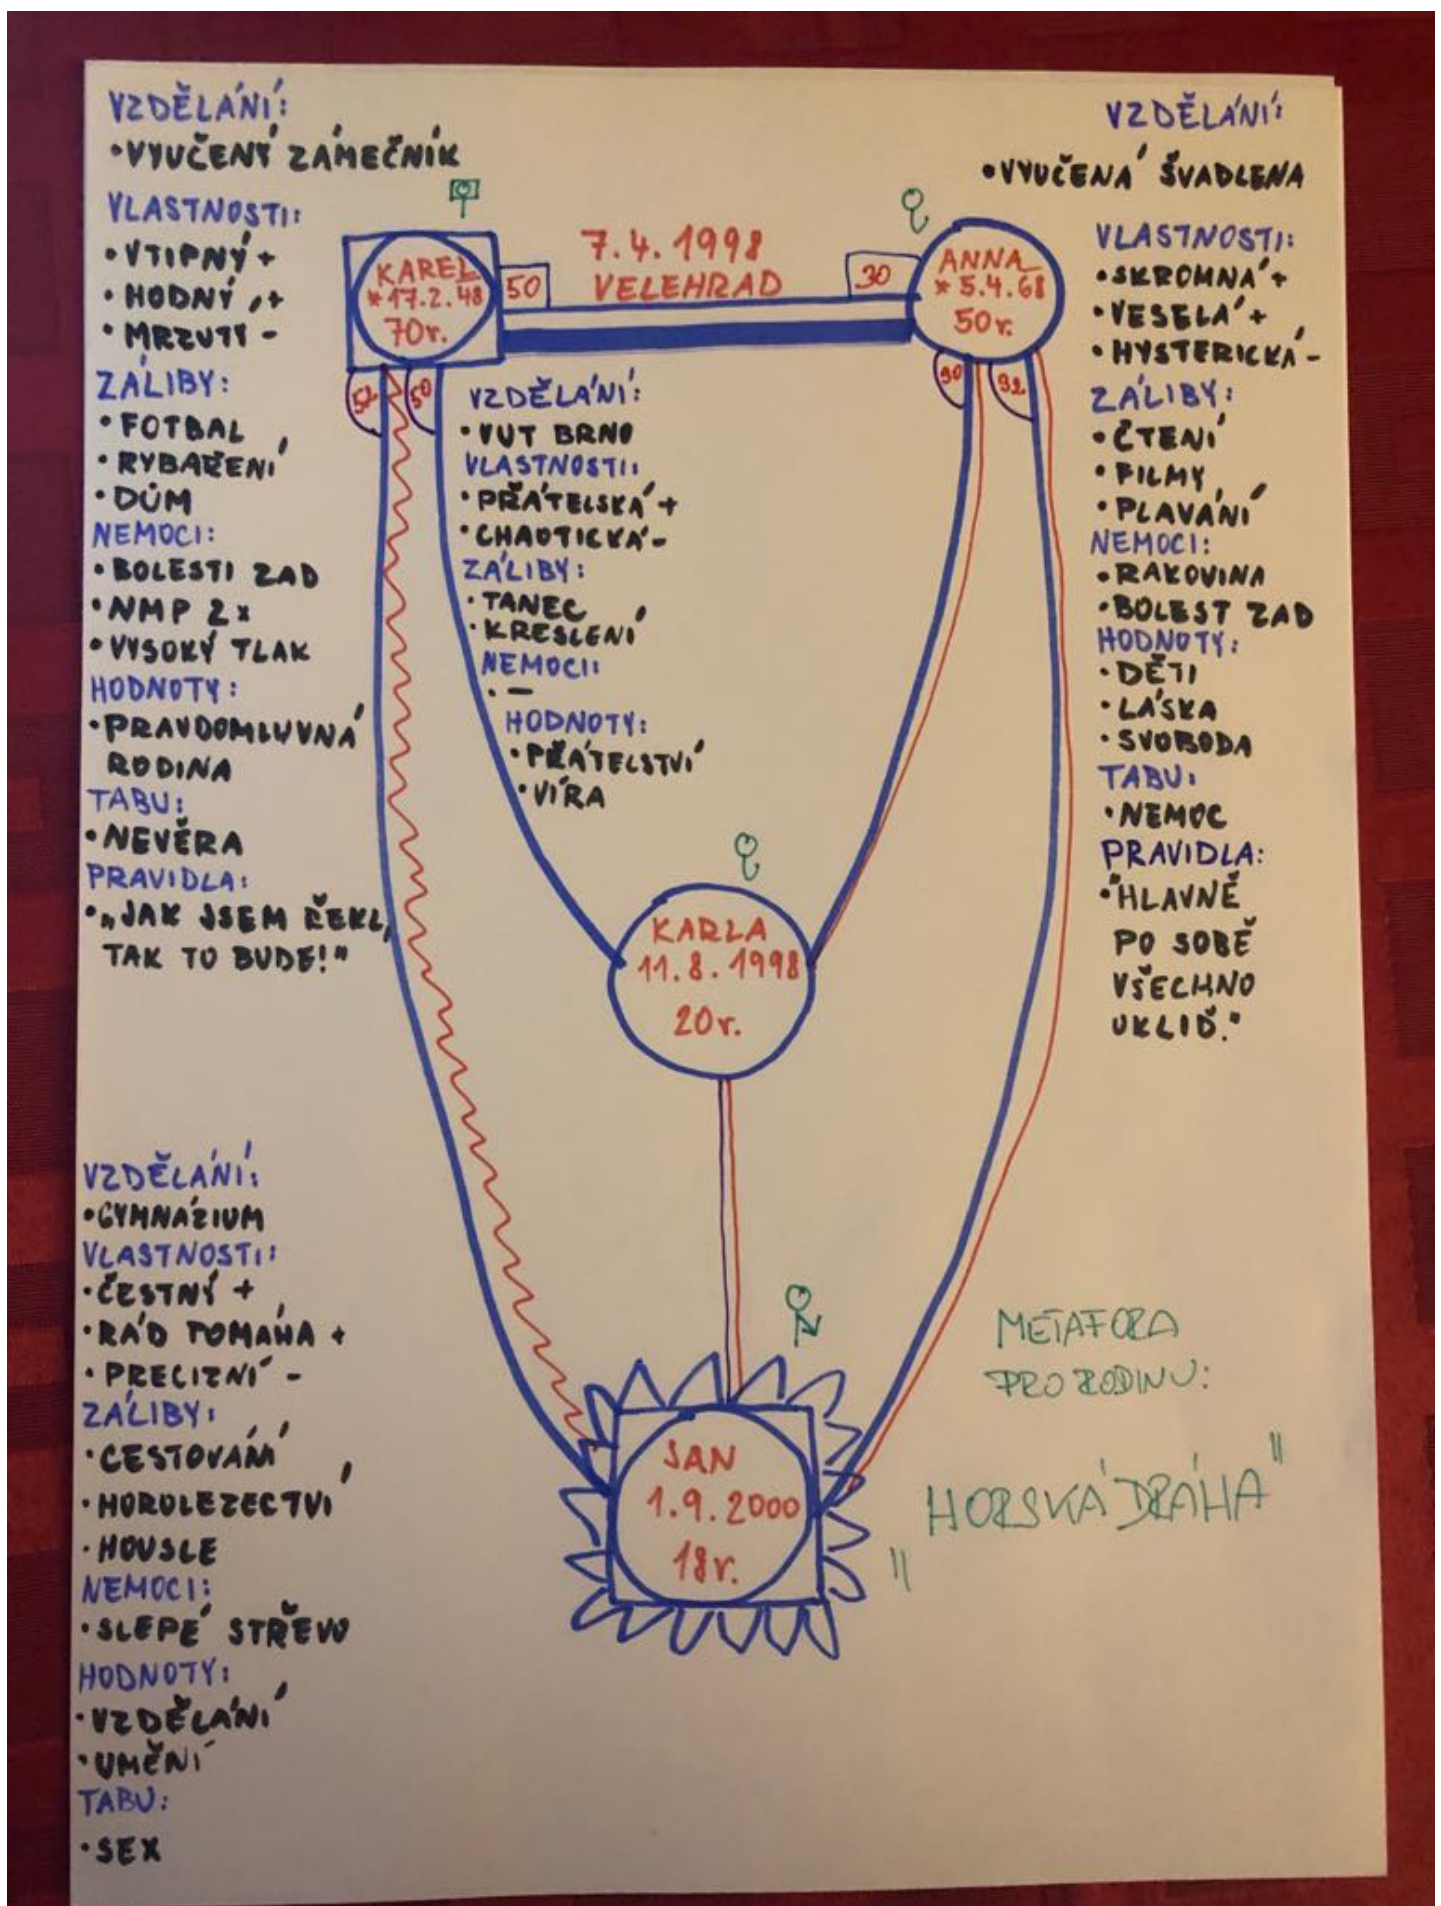 VZDĚLÁNÍ:
•VYUČENÝ ZÁMEČNÍK
VLASTNOSTI:
•VTIPNÝ +
•HODNÝ +
•MRZUTÝ -
ZÁLIBY:
•FOTBAL
•RYBAŘENÍ
•DŮM
NEMOCI:
•BOLESTI ZAD
•NMP 2x
•VYSOKÝ TLAK
HODNOTY:
•PRAVDOMLUVNÁ
RODINA
TABU:
•NEVĚRA
PRAVIDLA:
•„JAK JSEM ŘEKL,
TAK TO BUDE!"
KAREL
*17.2.48
70r.
50
7.4.1998
VELEHRAD
30
ANNA
*5.4.68
50r.
52
50
30
32
VZDĚLÁNÍ:
•VUT BRNO
VLASTNOSTI:
•PŘÁTELSKÁ +
•CHAOTICKÁ -
ZÁLIBY:
•TANEC
•KRESLENÍ
NEMOCI:
• -
HODNOTY:
•PŘÁTELSTVÍ
•VÍRA
VZDĚLÁNÍ:
•VYUČENÁ ŠVADLENA
VLASTNOSTI:
•SKROMNÁ +
•VESELÁ +
•HYSTERICKÁ -
ZÁLIBY:
•ČTENÍ
•FILMY
•PLAVÁNÍ
NEMOCI:
•RAKOVINA
•BOLEST ZAD
HODNOTY:
•DĚTI
•LÁSKA
•SVOBODA
TABU:
•NEMOC
PRAVIDLA:
•"HLAVNĚ
PO SOBĚ
VŠECHNO
UKLIĎ."
KARLA
11.8.1998
20r.
VZDĚLÁNÍ:
•GYMNÁZIUM
VLASTNOSTI:
•ČESTNÝ +
•RÁD POMÁHÁ +
•PRECIZNÍ -
ZÁLIBY:
•CESTOVÁNÍ
•HOROLEZECTVÍ
•HOUSLE
NEMOCI:
•SLEPÉ STŘEVO
HODNOTY:
•VZDĚLÁNÍ
•UMĚNÍ
TABU:
•SEX
JAN
1.9.2000
18r.
METAFORA
PRO RODINU:
"HORSKÁ DRÁHA"